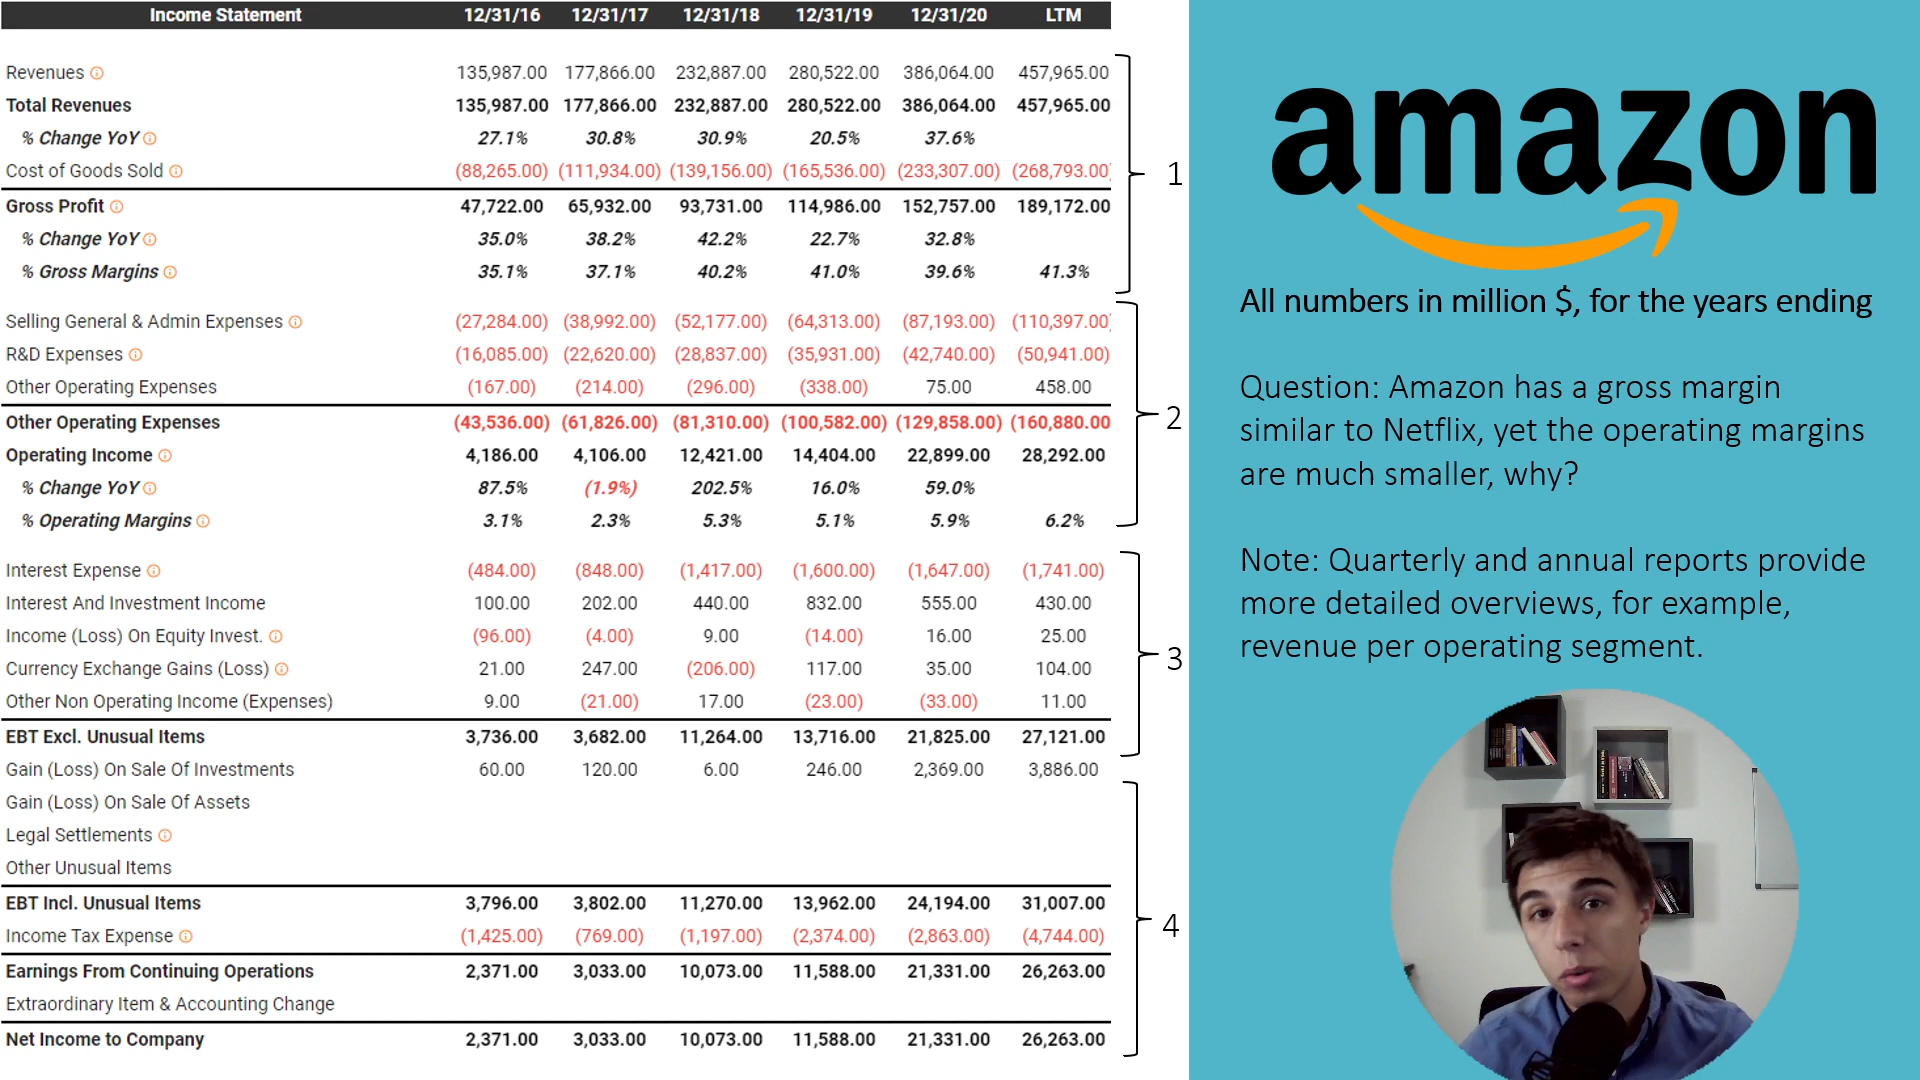 Income Statement 12/31/16 12/31/17 12/31/18 12/31/19 12/31/20 LTM
Revenues 135,987.00 177,866.00 232,887.00 280,522.00 386,064.00 457,965.00
Total Revenues 135,987.00 177,866.00 232,887.00 280,522.00 386,064.00 457,965.00
% Change YoY 27.1% 30.8% 30.9% 20.5% 37.6%
Cost of Goods Sold (88,265.00) (111,934.00) (139,156.00) (165,536.00) (233,307.00) (268,793.00)
Gross Profit 47,722.00 65,932.00 93,731.00 114,986.00 152,757.00 189,172.00
% Change YoY 35.0% 38.2% 42.2% 22.7% 32.8%
% Gross Margins 35.1% 37.1% 40.2% 41.0% 39.6% 41.3%
1
Selling General & Admin Expenses (27,284.00) (38,992.00) (52,177.00) (64,313.00) (87,193.00) (110,397.00)
R&D Expenses (16,085.00) (22,620.00) (28,837.00) (35,931.00) (42,740.00) (50,941.00)
Other Operating Expenses (167.00) (214.00) (296.00) (338.00) 75.00 458.00
Other Operating Expenses (43,536.00) (61,826.00) (81,310.00) (100,582.00) (129,858.00) (160,880.00
Operating Income 4,186.00 4,106.00 12,421.00 14,404.00 22,899.00 28,292.00
% Change YoY 87.5% (1.9%) 202.5% 16.0% 59.0%
% Operating Margins 3.1% 2.3% 5.3% 5.1% 5.9% 6.2%
2
Interest Expense (484.00) (848.00) (1,417.00) (1,600.00) (1,647.00) (1,741.00)
Interest And Investment Income 100.00 202.00 440.00 832.00 555.00 430.00
Income (Loss) On Equity Invest. (96.00) (4.00) 9.00 (14.00) 16.00 25.00
Currency Exchange Gains (Loss) 21.00 247.00 (206.00) 117.00 35.00 104.00
Other Non Operating Income (Expenses) 9.00 (21.00) 17.00 (23.00) (33.00) 11.00
EBT Excl. Unusual Items 3,736.00 3,682.00 11,264.00 13,716.00 21,825.00 27,121.00
3
Gain (Loss) On Sale Of Investments 60.00 120.00 6.00 246.00 2,369.00 3,886.00
Gain (Loss) On Sale Of Assets
Legal Settlements
Other Unusual Items
EBT Incl. Unusual Items 3,796.00 3,802.00 11,270.00 13,962.00 24,194.00 31,007.00
Income Tax Expense (1,425.00) (769.00) (1,197.00) (2,374.00) (2,863.00) (4,744.00)
Earnings From Continuing Operations 2,371.00 3,033.00 10,073.00 11,588.00 21,331.00 26,263.00
Extraordinary Item & Accounting Change
Net Income to Company 2,371.00 3,033.00 10,073.00 11,588.00 21,331.00 26,263.00
4
amazon
All numbers in million $, for the years ending
Question: Amazon has a gross margin
similar to Netflix, yet the operating margins
are much smaller, why?
Note: Quarterly and annual reports provide
more detailed overviews, for example,
revenue per operating segment.